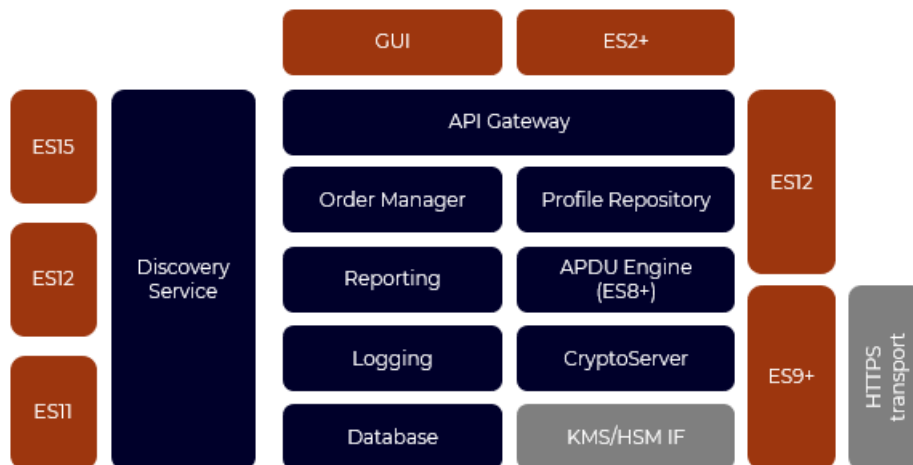 GUI
ES2+
ES15
API Gateway
ES12
Order Manager
Profile Repository
ES12
Discovery
Service
Reporting
APDU Engine
(ES8+)
Logging
CryptoServer
ES9+
HTTPS
transport
ES11
Database
KMS/HSM IF